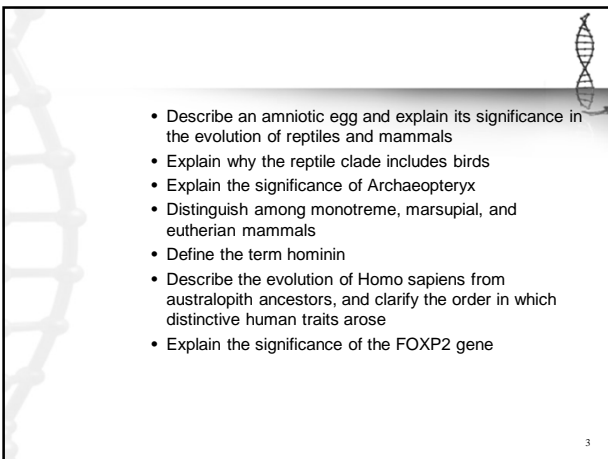 • Describe an amniotic egg and explain its significance in
the evolution of reptiles and mammals
• Explain why the reptile clade includes birds
• Explain the significance of Archaeopteryx
• Distinguish among monotreme, marsupial, and
eutherian mammals
• Define the term hominin
• Describe the evolution of Homo sapiens from
australopith ancestors, and clarify the order in which
distinctive human traits arose
• Explain the significance of the FOXP2 gene
3